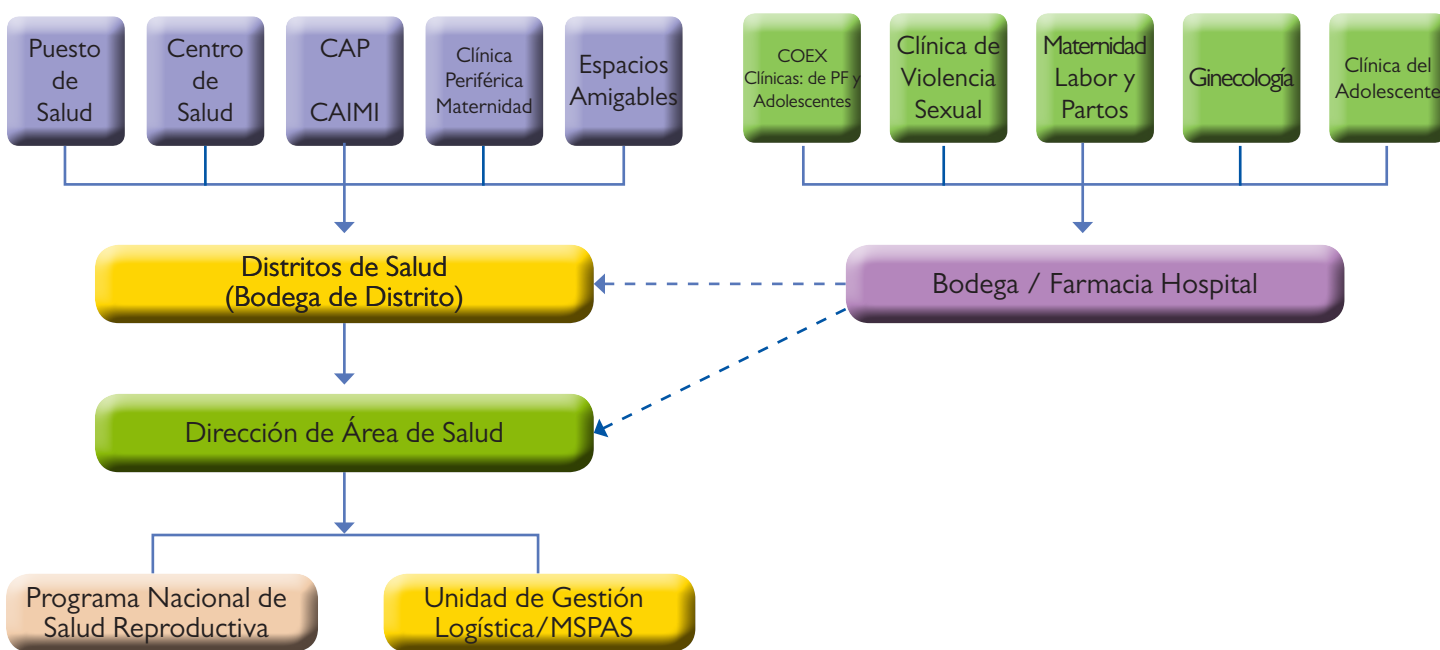 Puesto
de
Salud
Centro
de
Salud
CAP
CAIMI
Clínica
Periférica
Maternidad
Espacios
Amigables
COEX
Clínicas: de PF y
Adolescentes
Clínica de
Violencia
Sexual
Maternidad
Labor y
Partos
Ginecología
Clínica del
Adolescente
Distritos de Salud
(Bodega de Distrito)
Bodega / Farmacia Hospital
Dirección de Área de Salud
Programa Nacional de
Salud Reproductiva
Unidad de Gestión
Logística/MSPAS